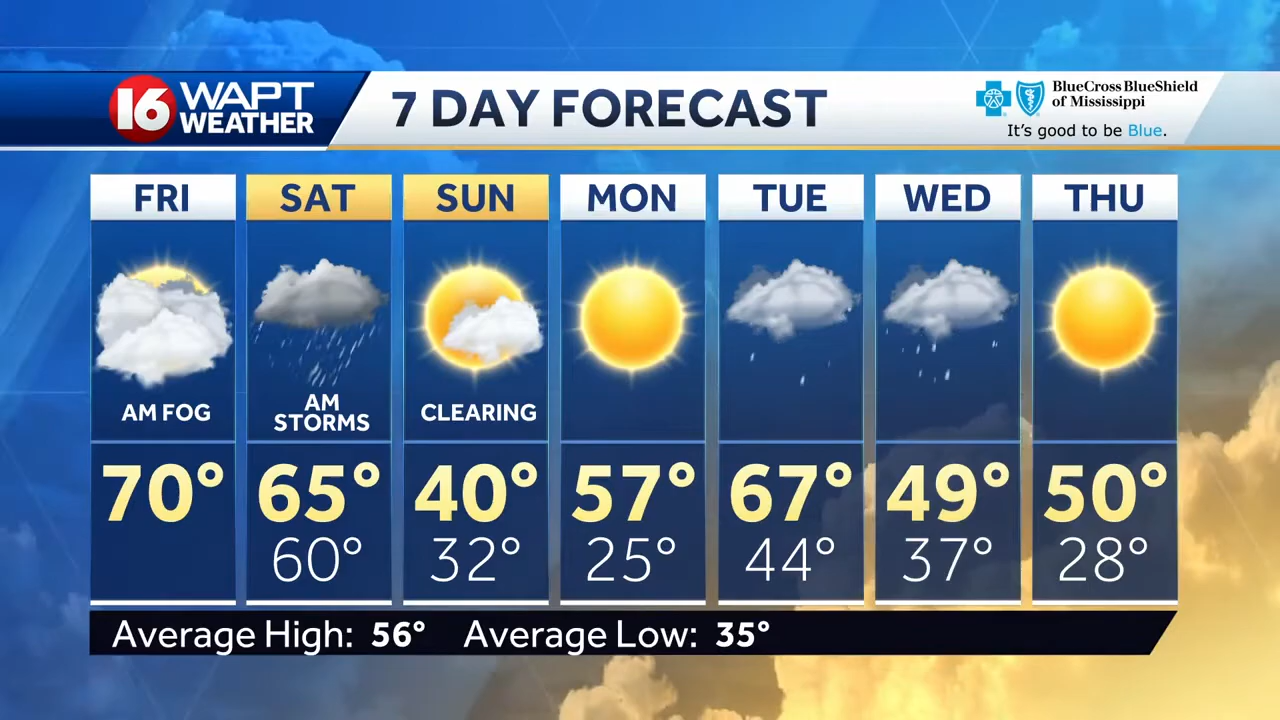 16 WAPT WEATHER
7 DAY FORECAST
BlueCross BlueShield
of Mississippi
It's good to be Blue.
FRI SAT SUN MON TUE WED THU
AM FOG AM STORMS CLEARING
70° 65° 40° 57° 67° 49° 50°
60° 32° 25° 44° 37° 28°
Average High: 56° Average Low: 35°